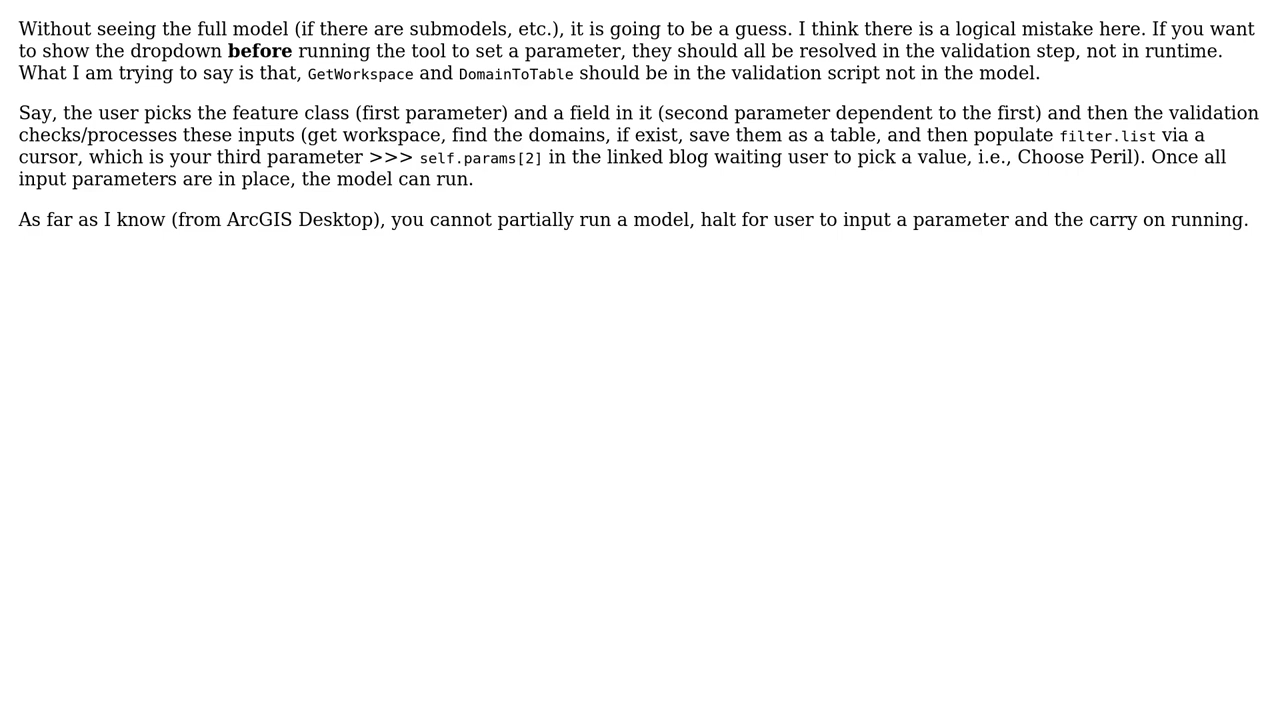 Without seeing the full model (if there are submodels, etc.), it is going to be a guess. I think there is a logical mistake here. If you want
to show the dropdown before running the tool to set a parameter, they should all be resolved in the validation step, not in runtime.
What I am trying to say is that, GetWorkspace and DomainToTable should be in the validation script not in the model.
Say, the user picks the feature class (first parameter) and a field in it (second parameter dependent to the first) and then the validation
checks/processes these inputs (get workspace, find the domains, if exist, save them as a table, and then populate filter.list via a
cursor, which is your third parameter >>> self.params[2] in the linked blog waiting user to pick a value, i.e., Choose Peril). Once all
input parameters are in place, the model can run.
As far as I know (from ArcGIS Desktop), you cannot partially run a model, halt for user to input a parameter and the carry on running.